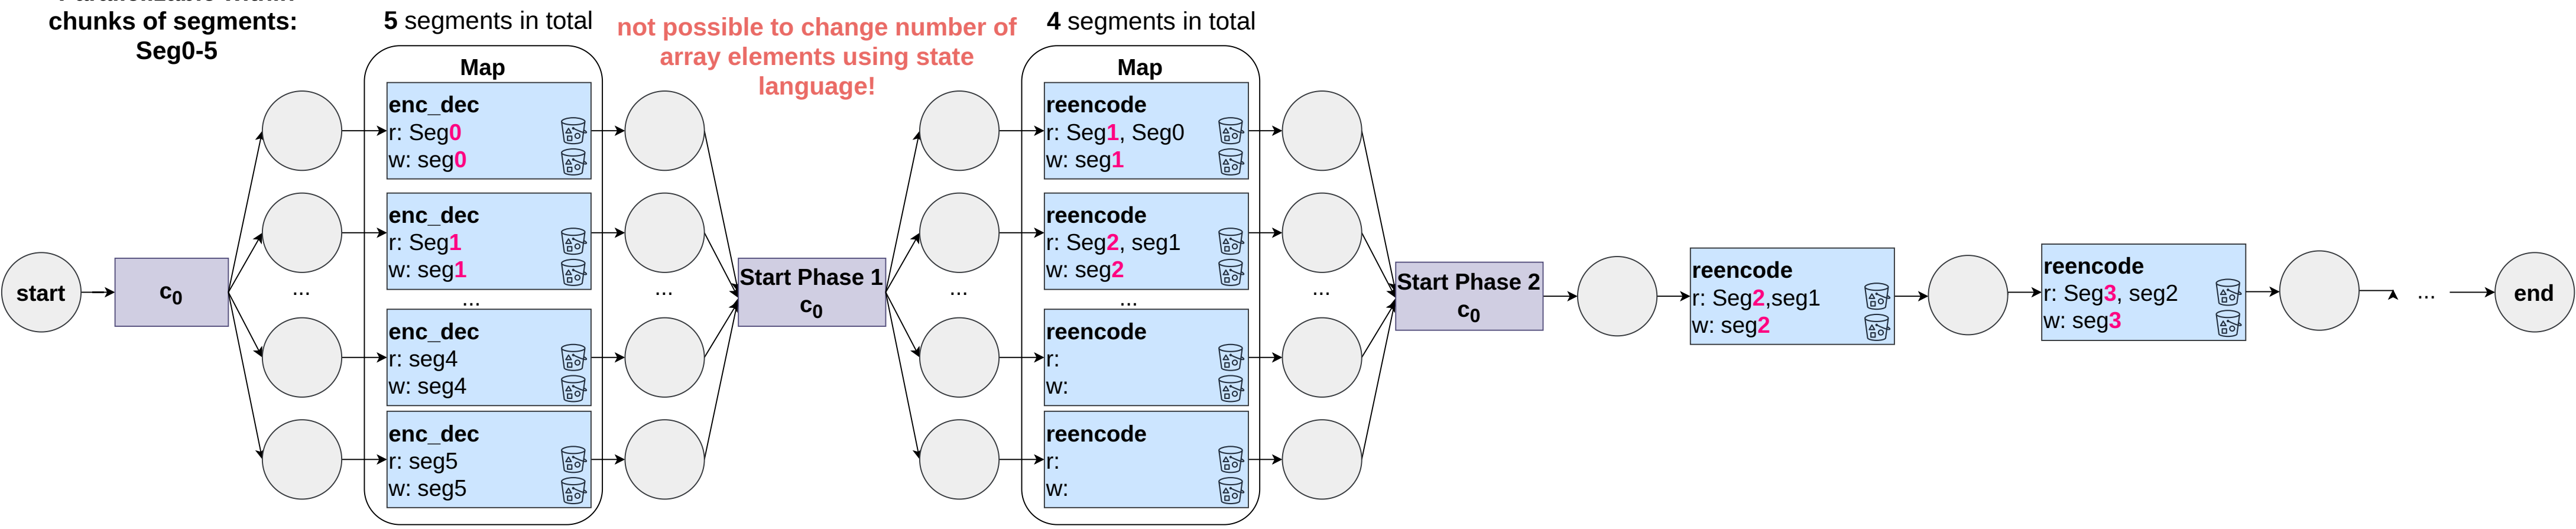 chunks of segments:
Seg0-5
5 segments in total
not possible to change number of
array elements using state
language!
4 segments in total
start
c0
...
Map
enc_dec
r: Seg0
w: seg0
enc_dec
r: Seg1
w: seg1
...
enc_dec
r: seg4
w: seg4
enc_dec
r: seg5
w: seg5
...
Start Phase 1
c0
...
Map
reencode
r: Seg1, Seg0
w: seg1
reencode
r: Seg2, seg1
w: seg2
...
reencode
r:
w:
reencode
r:
w:
...
Start Phase 2
c0
reencode
r: Seg2,seg1
w: seg2
reencode
r: Seg3, seg2
w: seg3
...
end